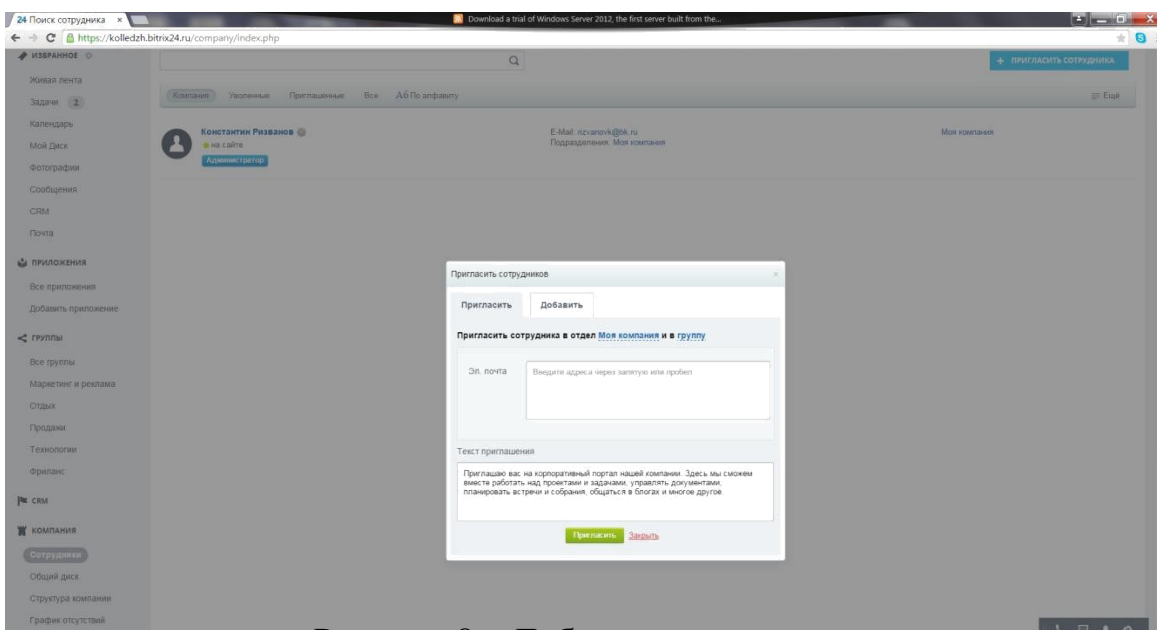 24 Поиск сотрудника ×
Download a trial of Windows Server 2012, the first server built from the...
https://kolledzh.bitrix24.ru/company/index.php
ИЗБРАННОЕ
+ ПРИГЛАСИТЬ СОТРУДНИКА
Живая лента
Задачи 2
Компания Уволенные Приглашенные Все Аб По алфавиту Ещё
Календарь
Константин Ризванов E-Mail: rizvanovk@bk.ru Моя компания
Мой Диск
на сайте Подразделения: Моя компания
Администратор
Фотографии
Сообщения
CRM
Почта
ПРИЛОЖЕНИЯ
Все приложения
Добавить приложение
ГРУППЫ
Все группы
Маркетинг и реклама
Отдых
Продажи
Технологии
Фриланс
CRM
КОМПАНИЯ
Сотрудники
Общий диск
Структура компании
График отсутствий
Пригласить сотрудников ×
Пригласить Добавить
Пригласить сотрудника в отдел Моя компания и в группу
Эл. почта Введите адреса через запятую или пробел
Текст приглашения
Приглашаю вас на корпоративный портал нашей компании. Здесь мы сможем
вместе работать над проектами и задачами, управлять документами,
планировать встречи и собрания, общаться в блогах и многое другое.
Пригласить Закрыть